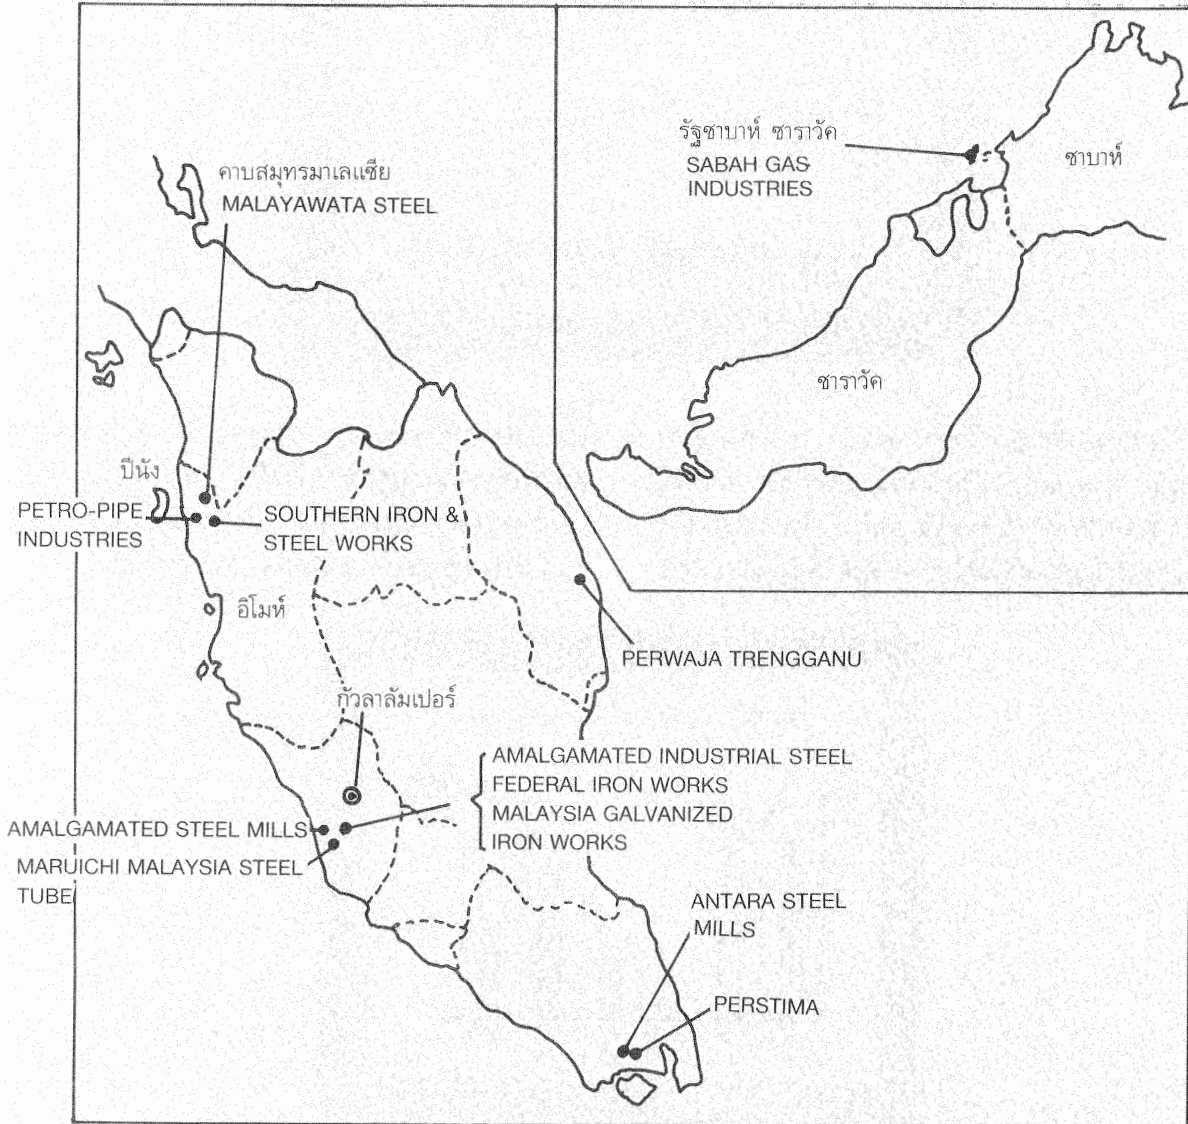 รัฐซาบาห์ ซาราวัค
SABAH GAS
INDUSTRIES
ซาบาห์
ซาราวัค
คาบสมุทรมาเลเซีย
MALAYAWATA STEEL
ปีนัง
PETRO-PIPE
INDUSTRIES
SOUTHERN IRON &
STEEL WORKS
อิโมห์
PERWAJA TRENGGANU
กัวลาลัมเปอร์
AMALGAMATED INDUSTRIAL STEEL
FEDERAL IRON WORKS
MALAYSIA GALVANIZED
IRON WORKS
AMALGAMATED STEEL MILLS
MARUICHI MALAYSIA STEEL
TUBE
ANTARA STEEL
MILLS
PERSTIMA